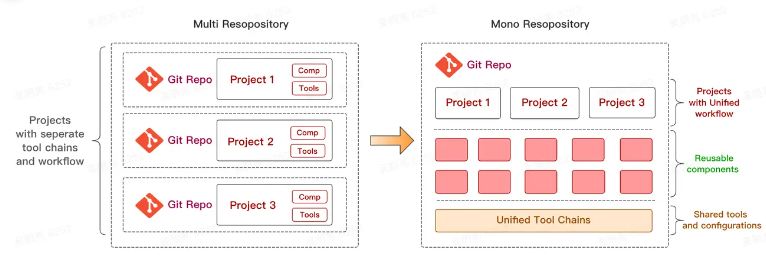 Multi Resopository
Mono Resopository
Projects
with seperate
tool chains
and workflow
Git Repo
Project 1
Comp
Tools
Git Repo
Project 2
Comp
Tools
Git Repo
Project 3
Comp
Tools
Git Repo
Project 1
Project 2
Project 3
Projects
with Unified
workflow
Reusable
components
Unified Tool Chains
Shared tools
and configurations